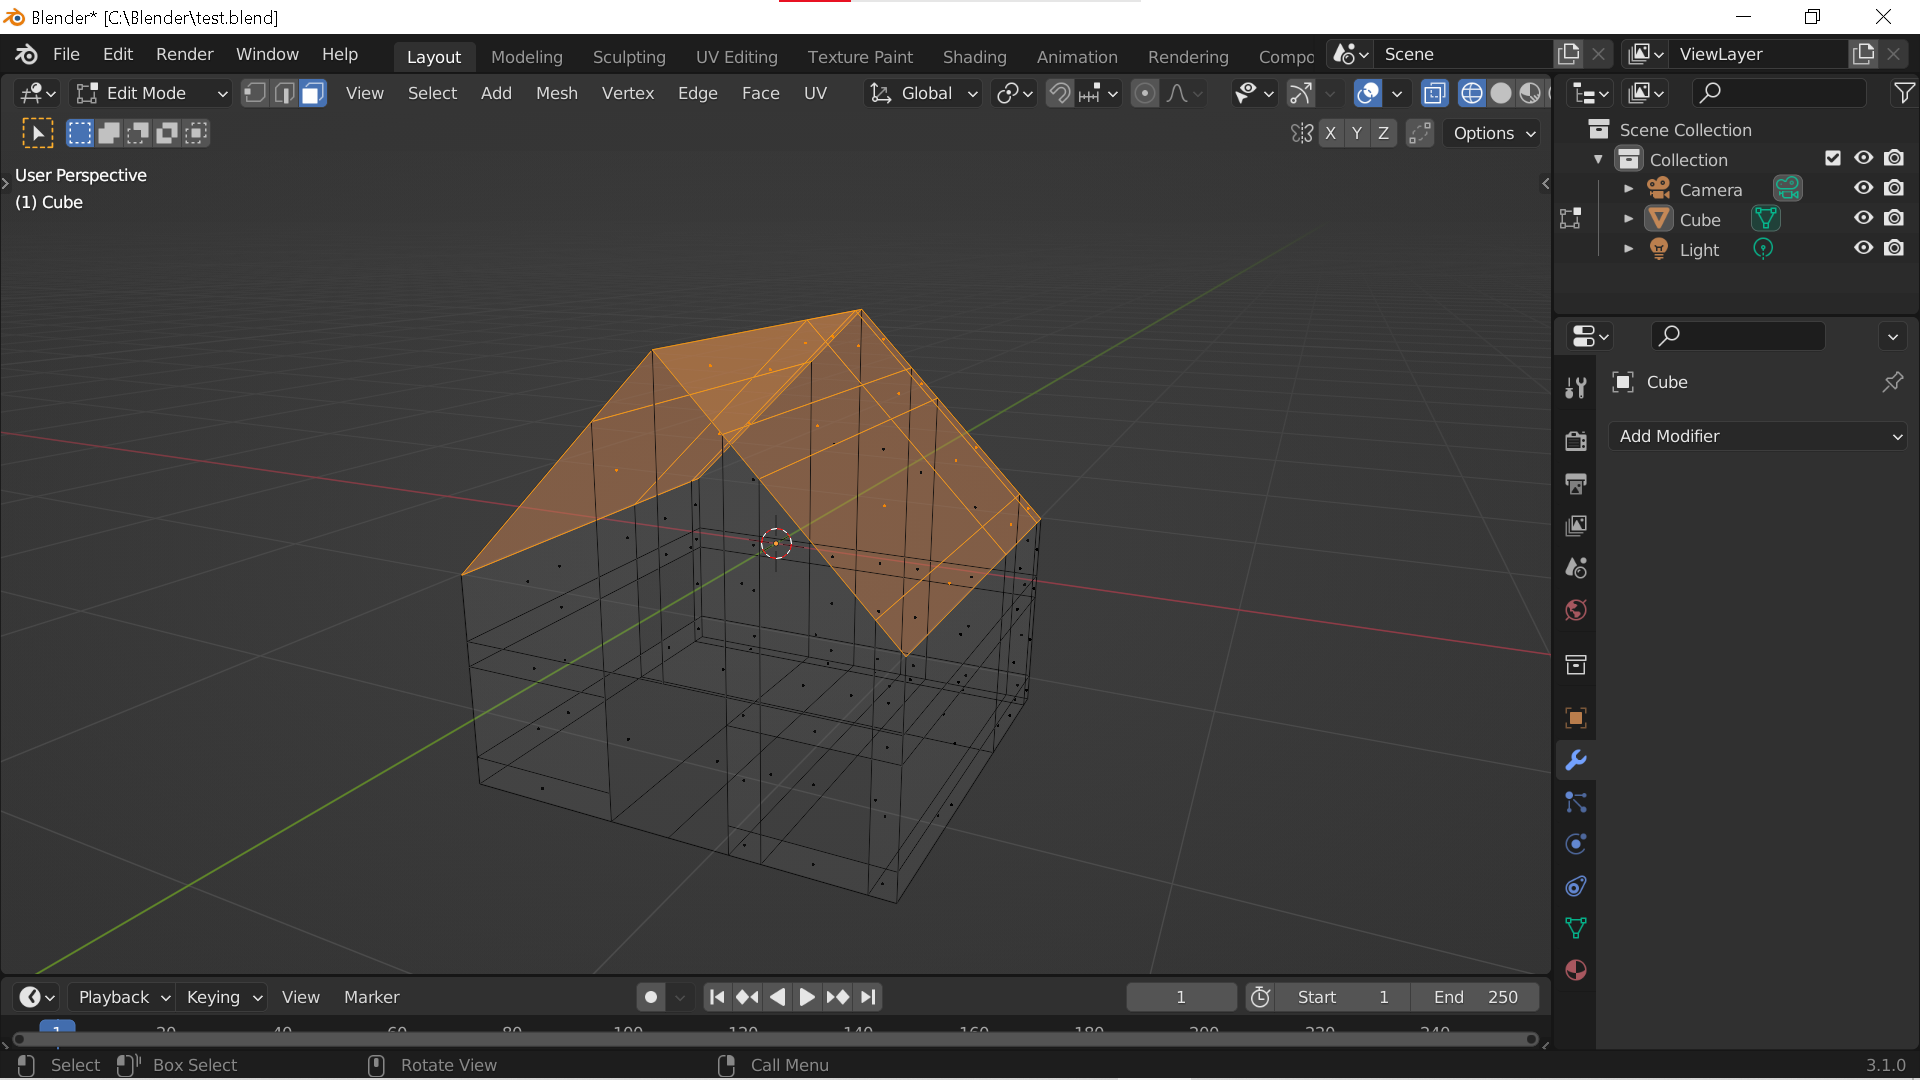 Blender* [C:\Blender\test.blend]
File Edit Render Window Help Layout Modeling Sculpting UV Editing Texture Paint Shading Animation Rendering Compo Scene ViewLayer
Edit Mode View Select Add Mesh Vertex Edge Face UV Global
X Y Z Options
User Perspective
(1) Cube
Scene Collection
Collection
Camera
Cube
Light
Cube
Add Modifier
Playback Keying View Marker 1 Start 1 End 250
1 20 40 60 80 100 120 140 160 180 200 220 240
Select Box Select Rotate View Call Menu 3.1.0